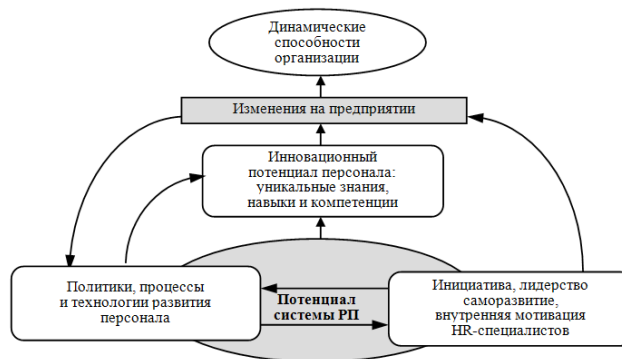 Динамические
способности
организации
Изменения на предприятии
Инновационный
потенциал персонала:
уникальные знания,
навыки и компетенции
Политики, процессы
и технологии развития
персонала
Потенциал
системы РП
Инициатива, лидерство
саморазвитие,
внутренняя мотивация
HR-специалистов